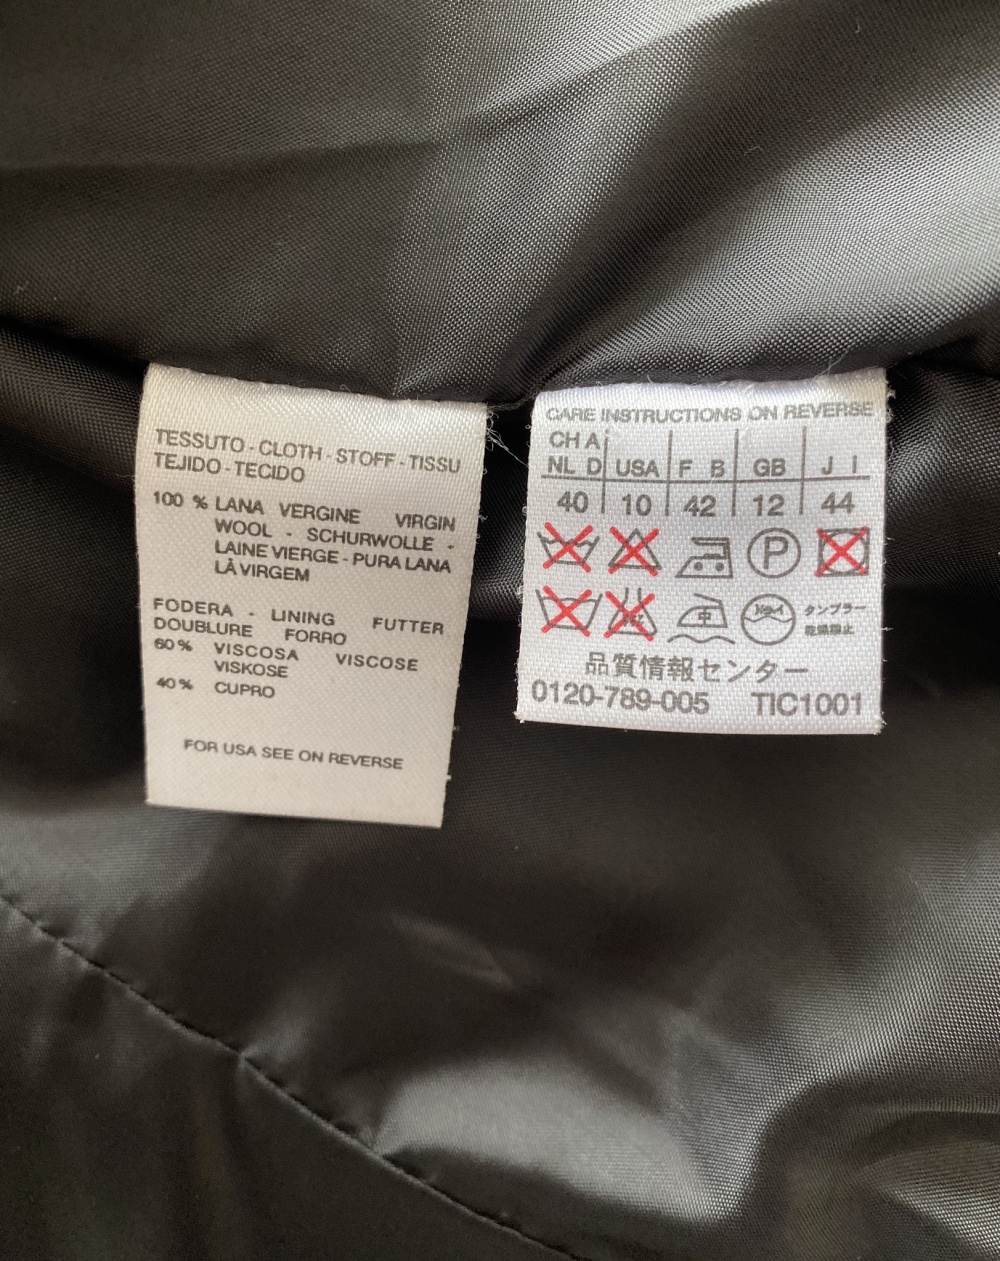 TESSUTO - CLOTH - STOFF - TISSU
TEJIDO - TECIDO
100 % LANA VERGINE VIRGIN
WOOL - SCHURWOLLE -
LAINE VIERGE - PURA LANA
LÂ VIRGEM
FODERA - LINING FUTTER
DOUBLURE FORRO
60 % VISCOSA VISCOSE
VISKOSE
40 % CUPRO
FOR USA SEE ON REVERSE
CARE INSTRUCTIONS ON REVERSE
CH A
NL D USA F B GB J I
40 10 42 12 44
P
中
タンブラー
乾燥禁止
品質情報センター
0120-789-005 TIC1001